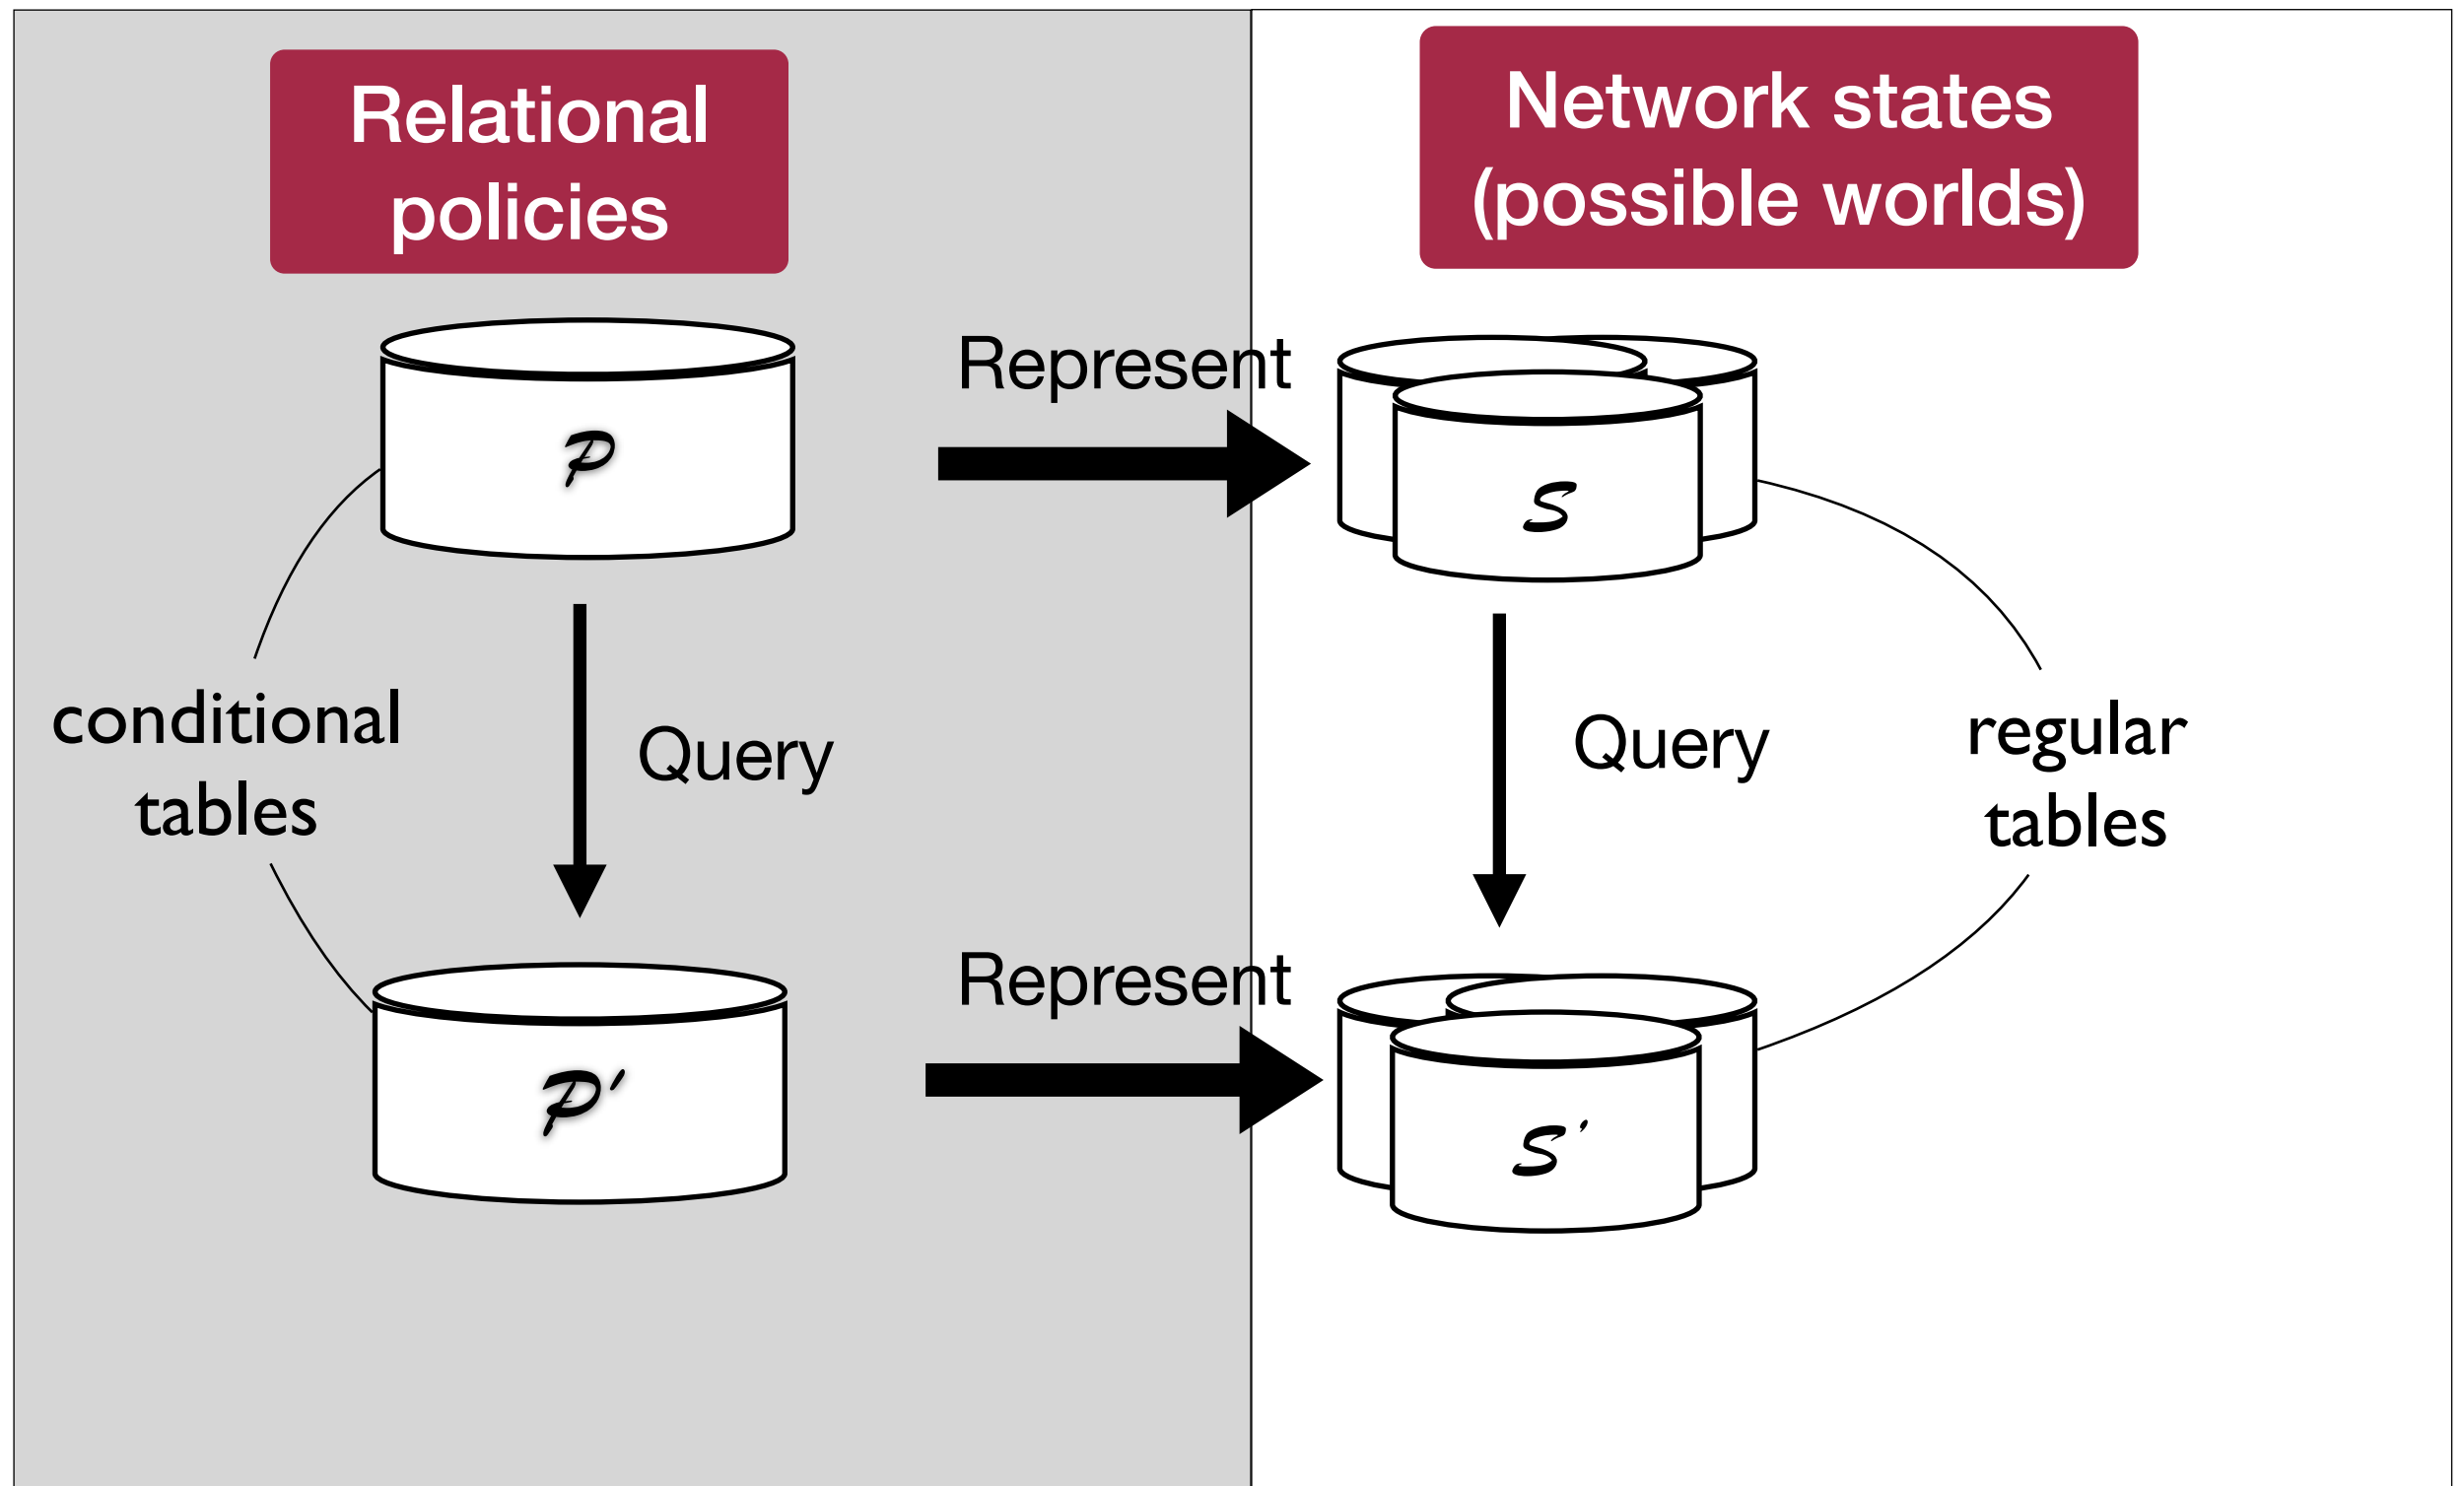 Relational
policies
Network states
(possible worlds)
Represent
P
S
conditional
tables
Query
Query
regular
tables
Represent
P'
S'